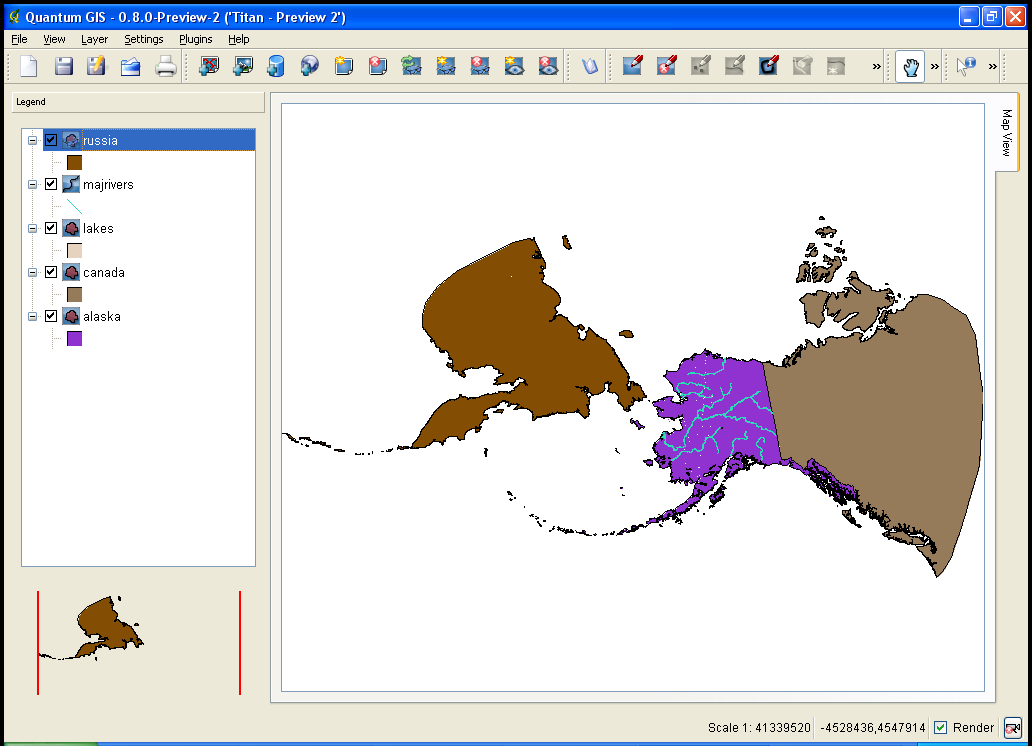 Quantum GIS - 0.8.0-Preview-2 ('Titan - Preview 2')
File View Layer Settings Plugins Help
Legend
russia
majrivers
lakes
canada
alaska
Map View
Scale 1: 41339520 -4528436,4547914 Render